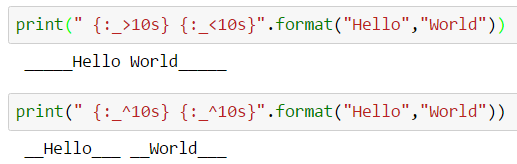 print(" {:_>10s} {:_<10s}".format("Hello","World"))
_____Hello World_____
print(" {:_^10s} {:_^10s}".format("Hello","World"))
__Hello___ __World___